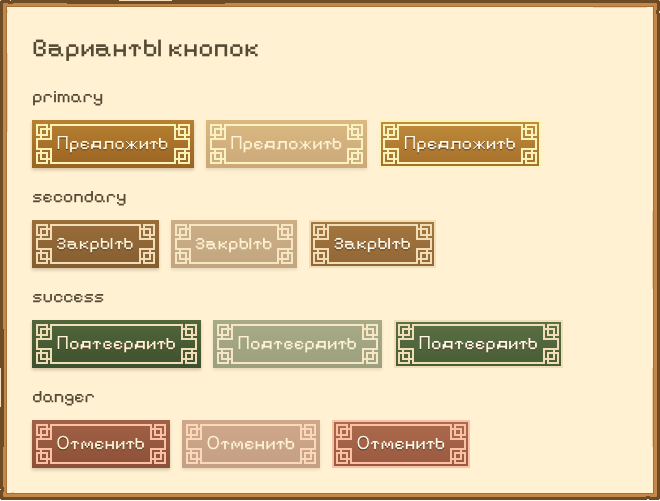 Варианты кнопок
primary
Предложить Предложить Предложить
secondary
Закрыть Закрыть Закрыть
success
Подтвердить Подтвердить Подтвердить
danger
Отменить Отменить Отменить